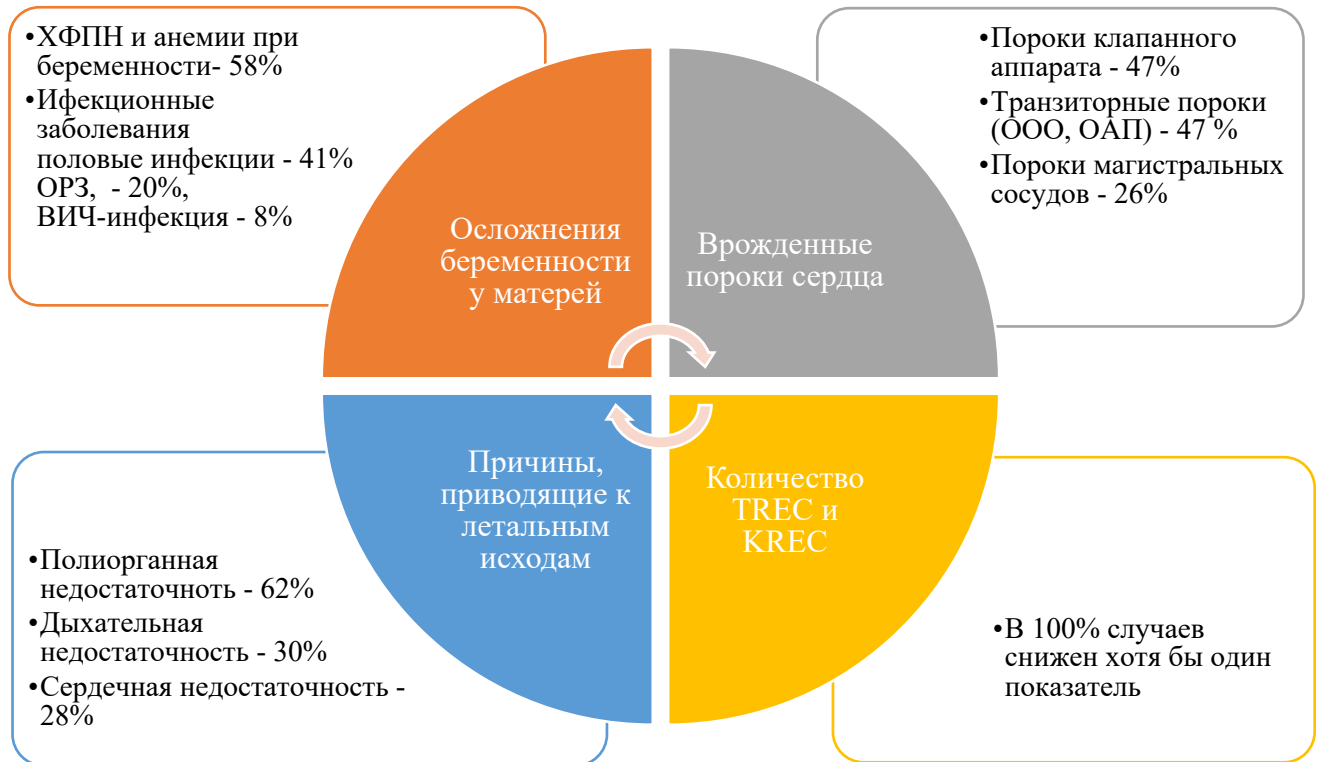 •ХФПН и анемии при
беременности- 58%
•Ифекционные
заболевания
половые инфекции - 41%
ОРЗ,  - 20%,
ВИЧ-инфекция - 8%
•Пороки клапанного
аппарата - 47%
•Транзиторные пороки
(ООО, ОАП) - 47 %
•Пороки магистральных
сосудов - 26%
Осложнения
беременности
у матерей
Врожденные
пороки сердца
Причины,
приводящие к
летальным
исходам
Количество
TREC и
KREC
•Полиорганная
недостаточноть - 62%
•Дыхательная
недостаточность - 30%
•Сердечная недостаточность -
28%
•В 100% случаев
снижен хотя бы один
показатель